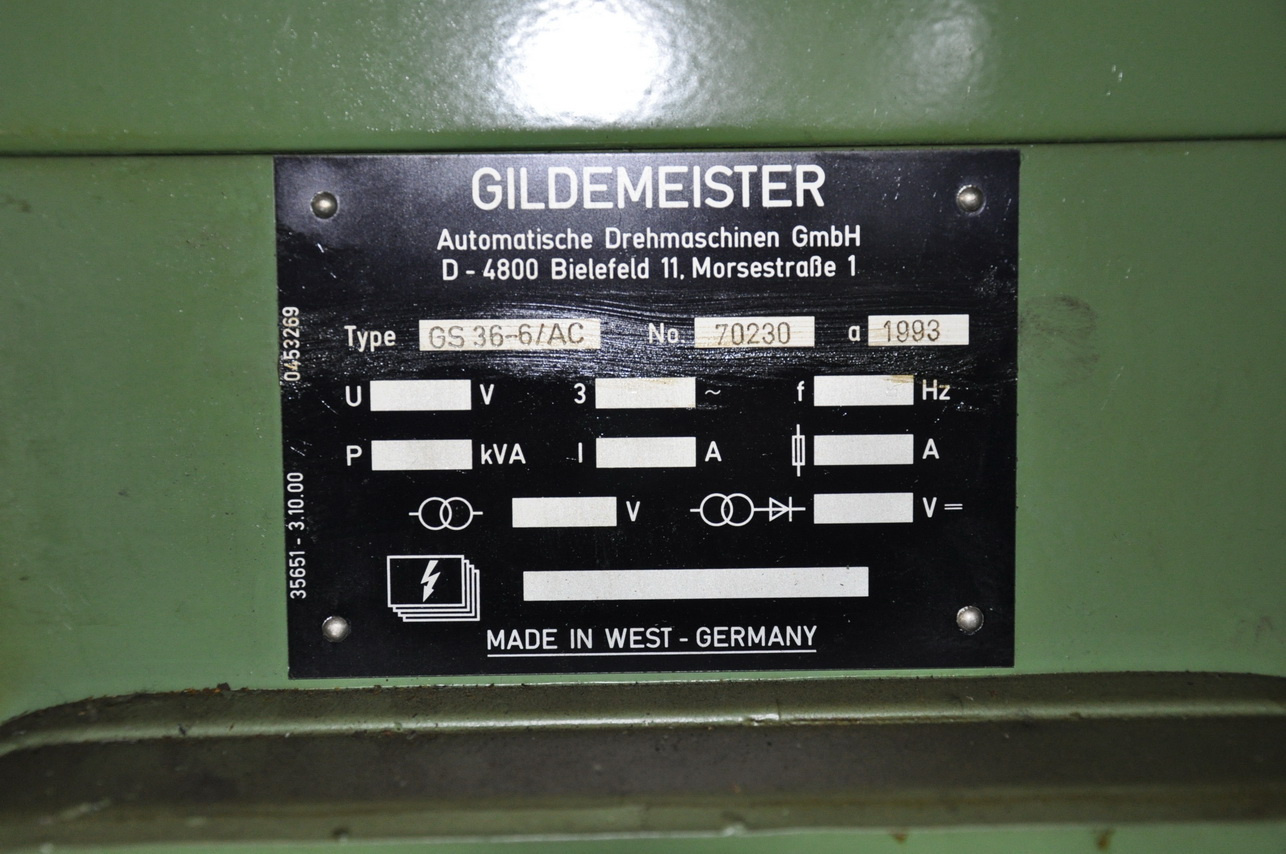 GILDEMEISTER
Automatische Drehmaschinen GmbH
D - 4800 Bielefeld 11, Morsestraße 1
Type GS 36-6/AC No. 70230 a 1993
U V 3 ~ f Hz
P kVA I A A
V V =
MADE IN WEST - GERMANY
0453269
35651 - 3.10.00